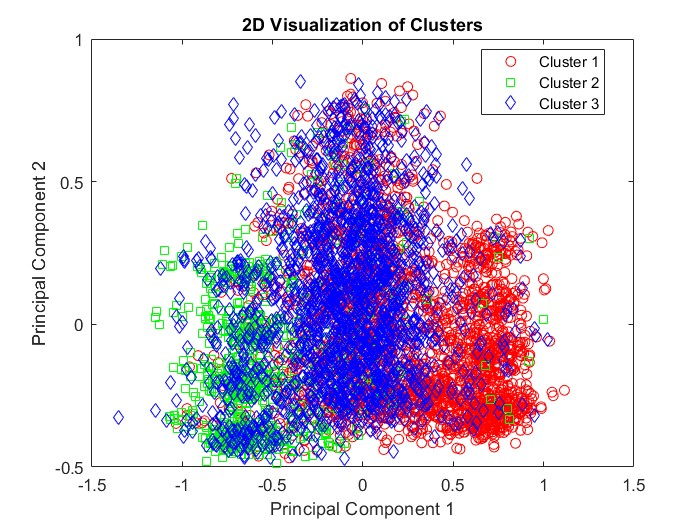 2D Visualization of Clusters
Cluster 1
Cluster 2
Cluster 3
1
0.5
0
-0.5
Principal Component 2
-1.5
-1
-0.5
0
0.5
1
1.5
Principal Component 1